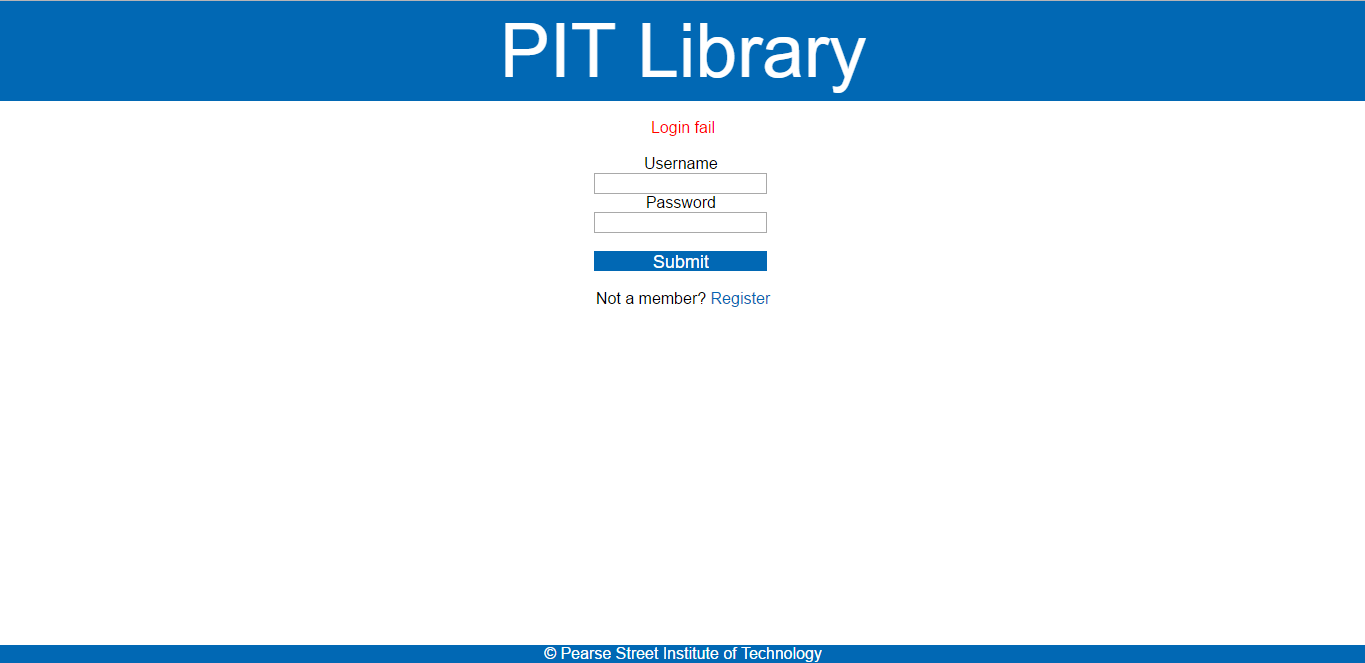 PIT Library
Login fail
Username
Password
Submit
Not a member? Register
© Pearse Street Institute of Technology